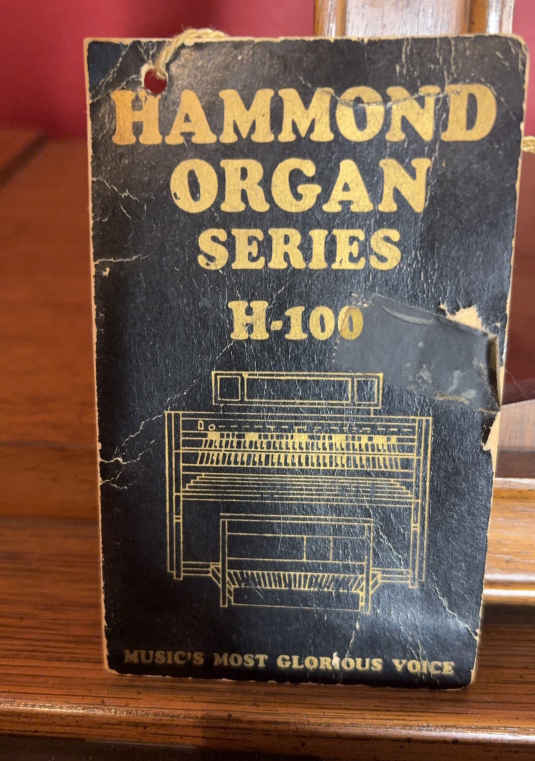 HAMMOND
ORGAN
SERIES
H-100
MUSIC'S MOST GLORIOUS VOICE